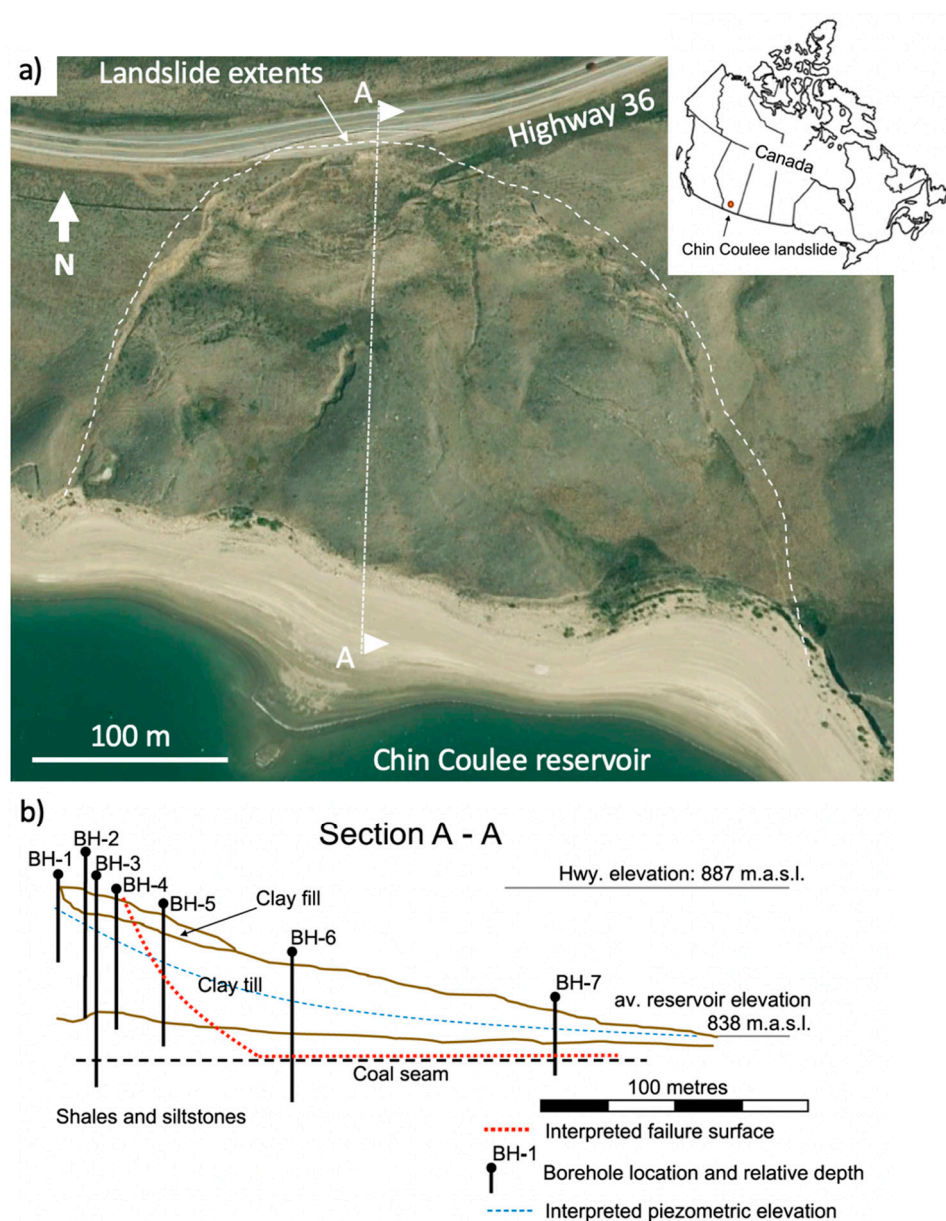 a)
Landslide extents
A
Highway 36
N
Canada
Chin Coulee landslide
A
100 m
Chin Coulee reservoir
b)
Section A - A
BH-1
BH-2
BH-3
BH-4
BH-5
Clay fill
Hwy. elevation: 887 m.a.s.l.
BH-6
Clay till
BH-7
av. reservoir elevation
838 m.a.s.l.
Coal seam
100 metres
Shales and siltstones
Interpreted failure surface
BH-1
Borehole location and relative depth
Interpreted piezometric elevation